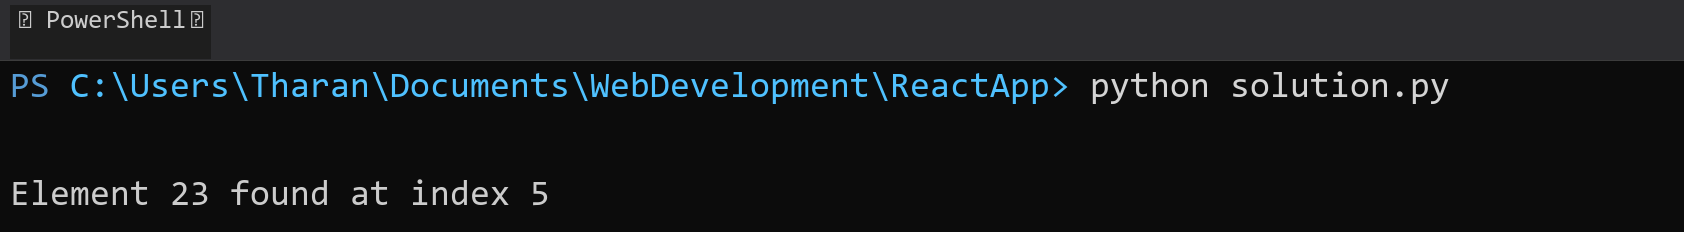 PowerShell
PS C:\Users\Tharan\Documents\WebDevelopment\ReactApp> python solution.py
Element 23 found at index 5